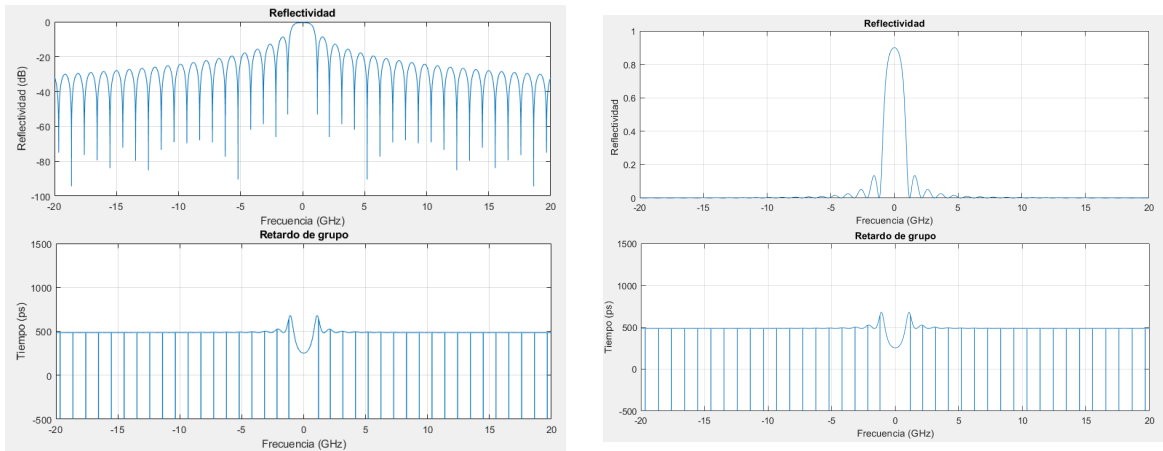 Reflectividad
Reflectividad (dB)
0
-20
-40
-60
-80
-100
-20 -15 -10 -5 0 5 10 15 20
Frecuencia (GHz)
Retardo de grupo
Tiempo (ps)
1500
1000
500
0
-500
-20 -15 -10 -5 0 5 10 15 20
Frecuencia (GHz)
Reflectividad
Reflectividad
1
0.8
0.6
0.4
0.2
0
-20 -15 -10 -5 0 5 10 15 20
Frecuencia (GHz)
Retardo de grupo
Tiempo (ps)
1500
1000
500
0
-500
-20 -15 -10 -5 0 5 10 15 20
Frecuencia (GHz)